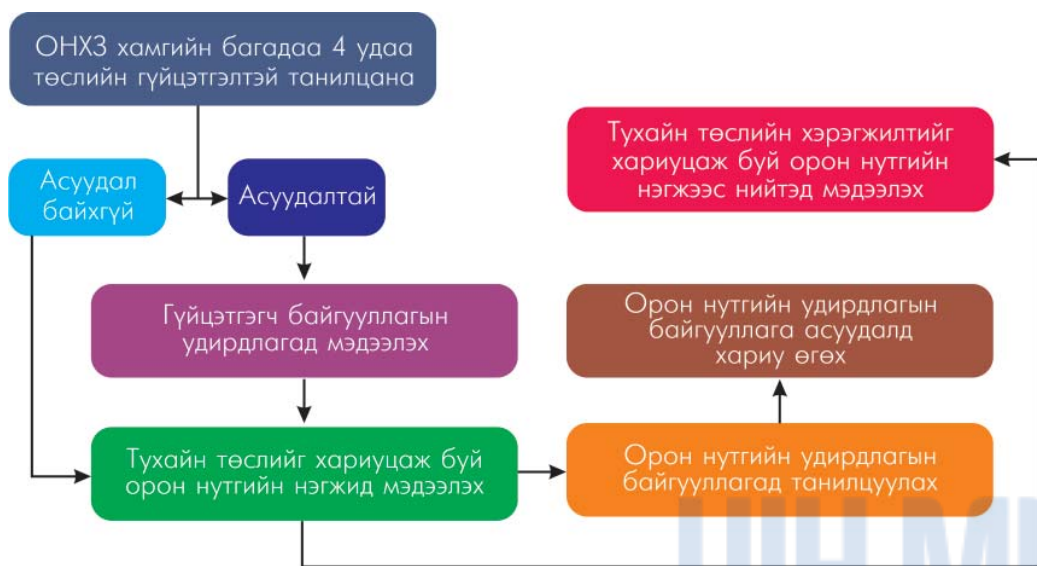 ОНХЗ хамгийн багадаа 4 удаа
төслийн гүйцэтгэлтэй танилцана
Асуудал
байхгүй
Асуудалтай
Гүйцэтгэгч байгууллагын
удирдлагад мэдээлэх
Тухайн төслийг хариуцаж буй
орон нутгийн нэгжид мэдээлэх
Тухайн төслийн хэрэгжилтийг
хариуцаж буй орон нутгийн
нэгжээс нийтэд мэдээлэх
Орон нутгийн удирдлагын
байгууллага асуудалд
хариу өгөх
Орон нутгийн удирдлагын
байгууллагад танилцуулах